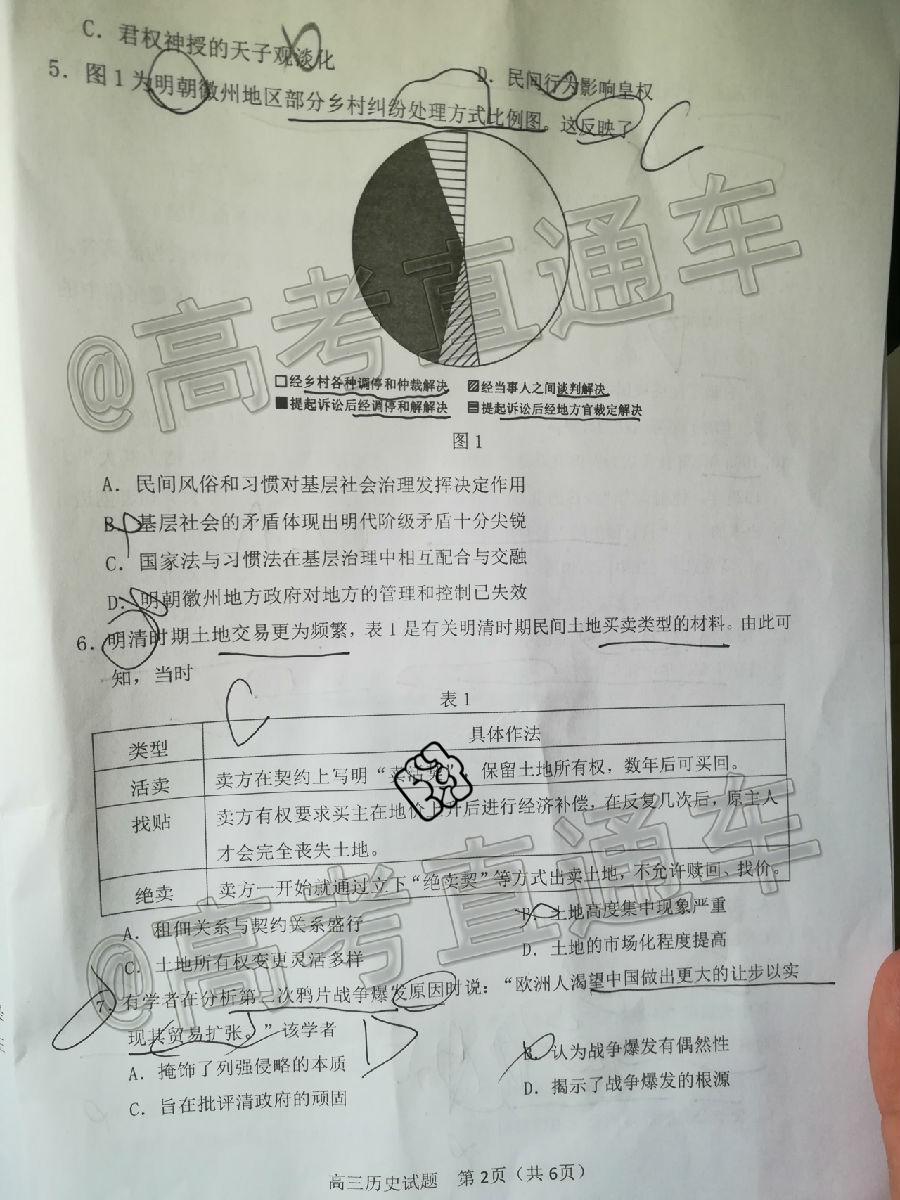 C．君权神授的天子观淡化
D．民间行为影响皇权
5．图1为明朝徽州地区部分乡村纠纷处理方式比例图。这反映了
C
□经乡村各种调停和仲裁解决 ▨经当事人之间谈判解决
■提起诉讼后经调停和解解决 ▤提起诉讼后经地方官裁定解决
图1
A．民间风俗和习惯对基层社会治理发挥决定作用
B．基层社会的矛盾体现出明代阶级矛盾十分尖锐
C．国家法与习惯法在基层治理中相互配合与交融
D．明朝徽州地方政府对地方的管理和控制已失效
6．明清时期土地交易更为频繁，表1是有关明清时期民间土地买卖类型的材料。由此可
知，当时
C
表1
类型 具体作法
活卖 卖方在契约上写明“卖活契”，保留土地所有权，数年后可买回。
找贴 卖方有权要求买主在地价上升后进行经济补偿，在反复几次后，原主人
才会完全丧失土地。
绝卖 卖方一开始就通过立下“绝卖契”等方式出卖土地，不允许赎回、找价。
A．租佃关系与契约关系盛行 B．土地高度集中现象严重
C．土地所有权变更灵活多样 D．土地的市场化程度提高
7．有学者在分析第二次鸦片战争爆发原因时说：“欧洲人渴望中国做出更大的让步以实
现其贸易扩张。”该学者
D
A．掩饰了列强侵略的本质 B．认为战争爆发有偶然性
C．旨在批评清政府的顽固 D．揭示了战争爆发的根源
高三历史试题 第2页（共6页）
@高考直通车
@高考直通车